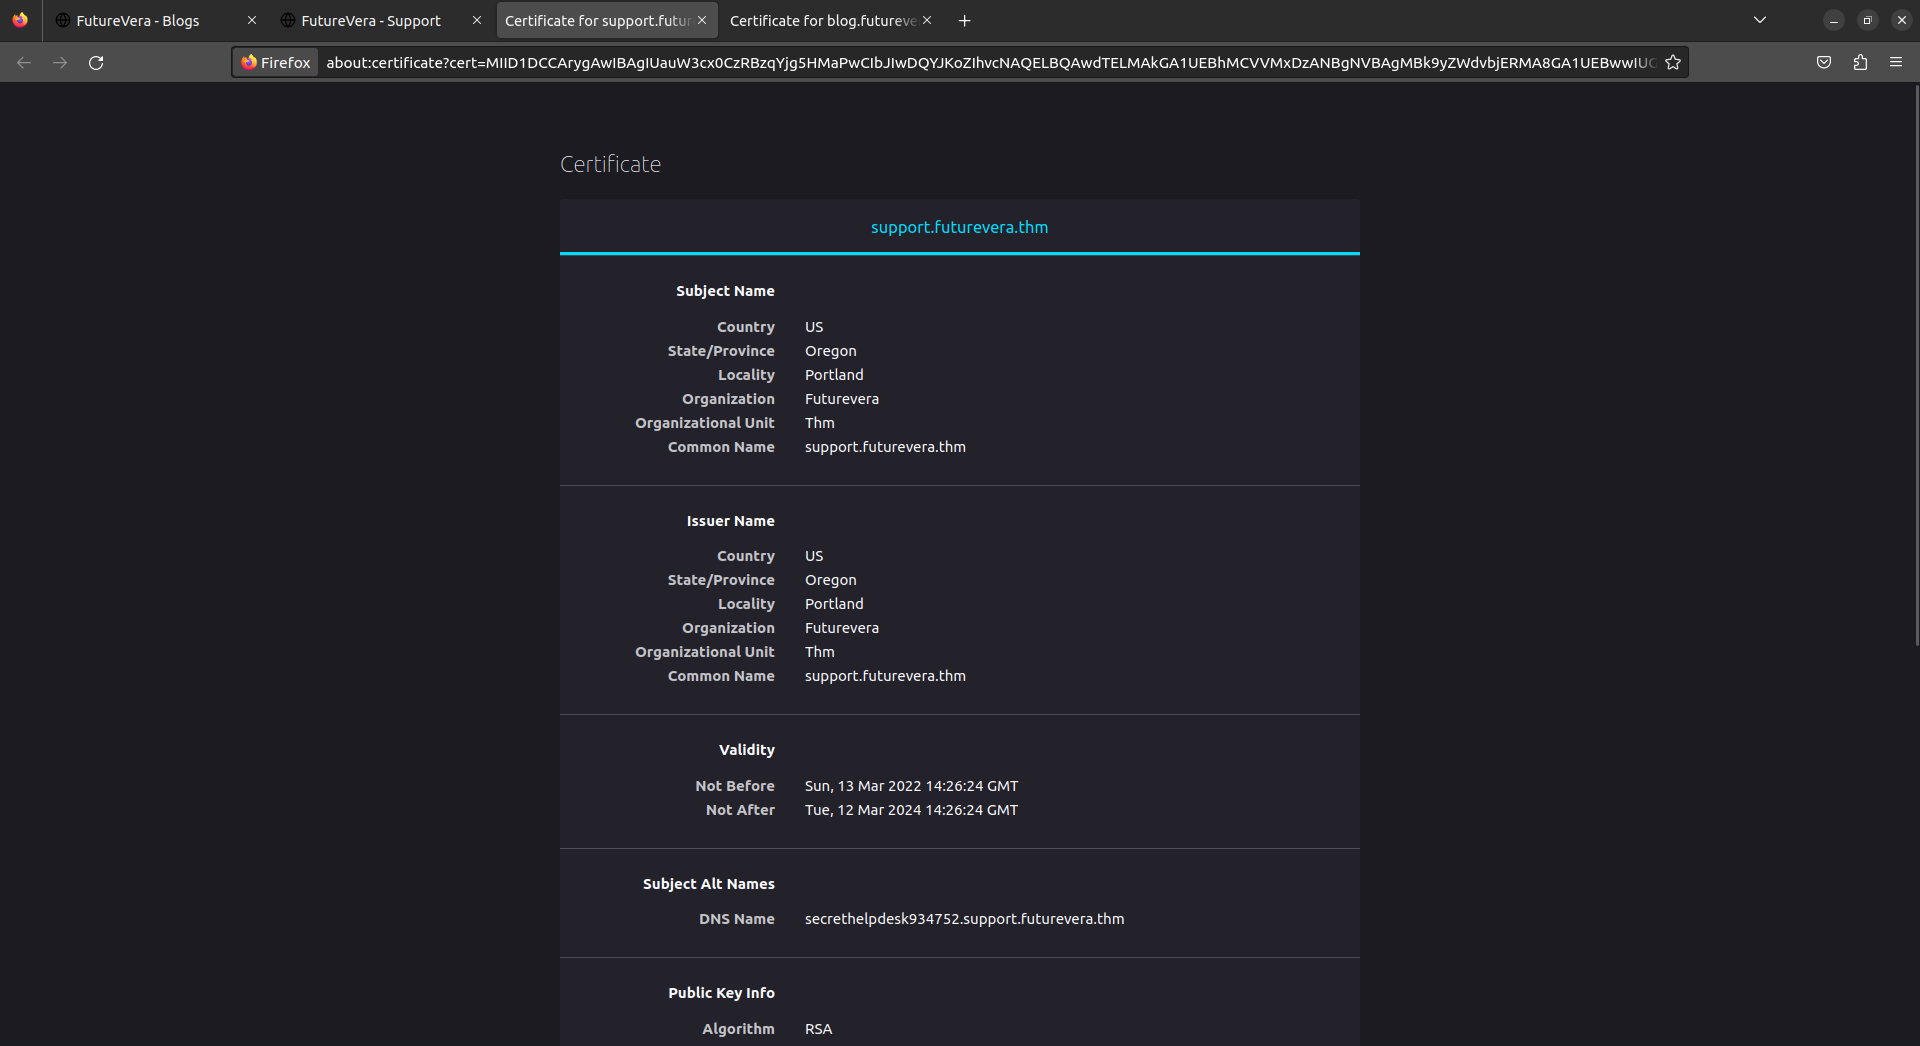 FutureVera - Blogs
FutureVera - Support
Certificate for support.futur
Certificate for blog.futureve
Firefox
about:certificate?cert=MIID1DCCArygAwIBAgIUauW3cx0CzRBzqYjg5HMaPwCIbJIwDQYJKoZIhvcNAQELBQAwdTELMAkGA1UEBhMCVVMxDzANBgNVBAgMBk9yZWdvbjERMA8GA1UEBwwIUG
Certificate
support.futurevera.thm
Subject Name
Country US
State/Province Oregon
Locality Portland
Organization Futurevera
Organizational Unit Thm
Common Name support.futurevera.thm
Issuer Name
Country US
State/Province Oregon
Locality Portland
Organization Futurevera
Organizational Unit Thm
Common Name support.futurevera.thm
Validity
Not Before Sun, 13 Mar 2022 14:26:24 GMT
Not After Tue, 12 Mar 2024 14:26:24 GMT
Subject Alt Names
DNS Name secrethelpdesk934752.support.futurevera.thm
Public Key Info
Algorithm RSA